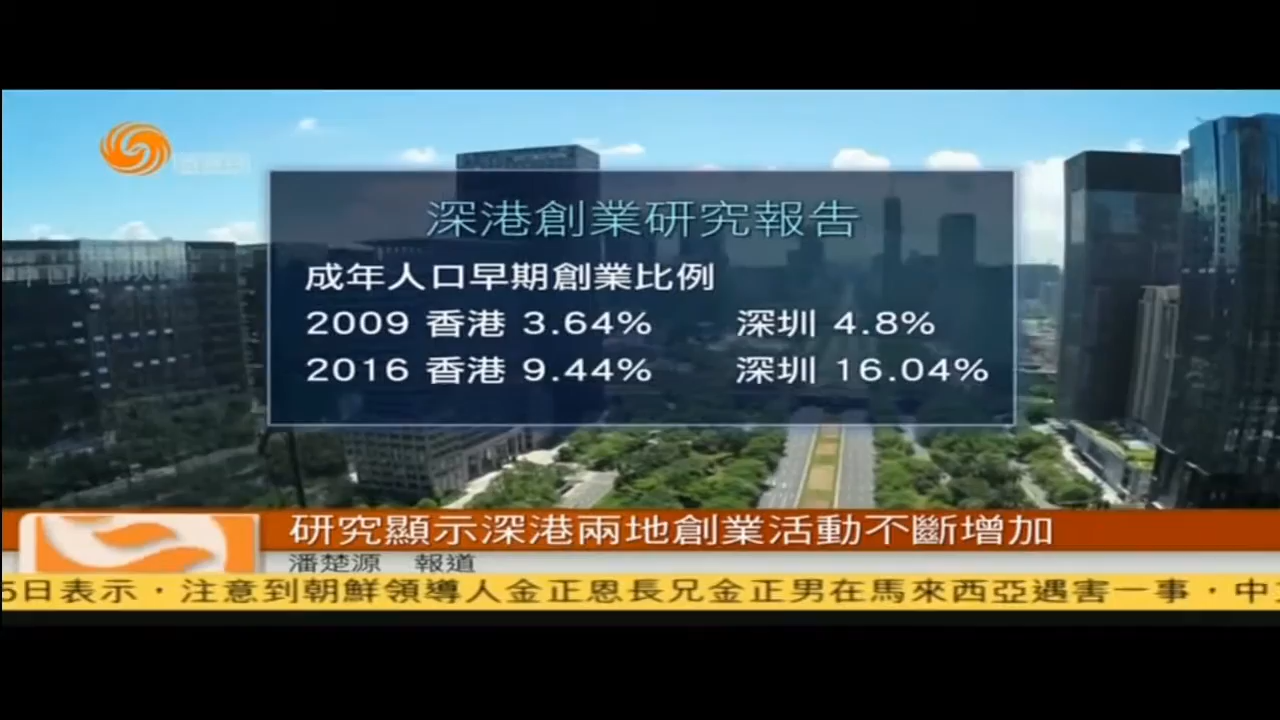 深港創業研究報告
成年人口早期創業比例
2009 香港 3.64% 深圳 4.8%
2016 香港 9.44% 深圳 16.04%
研究顯示深港兩地創業活動不斷增加
潘楚源 報道
5日表示・注意到朝鮮領導人金正恩長兄金正男在馬來西亞遇害一事・中